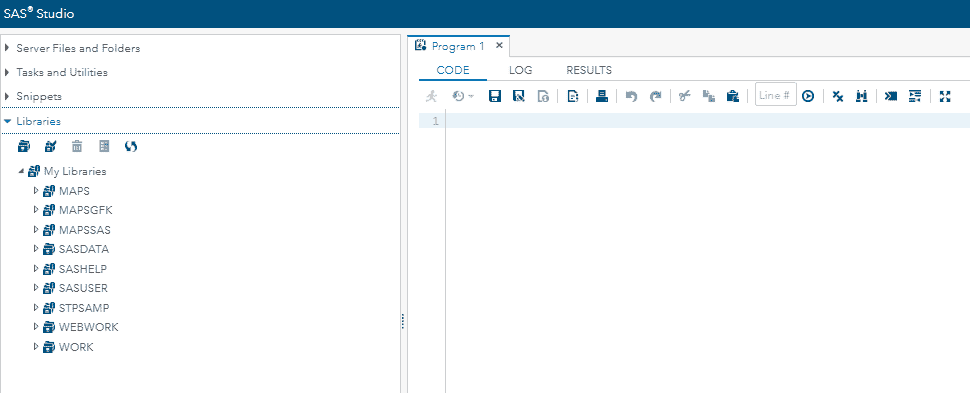 SAS® Studio
Server Files and Folders
Tasks and Utilities
Snippets
Libraries
My Libraries
MAPS
MAPSGFK
MAPSSAS
SASDATA
SASHELP
SASUSER
STPSAMP
WEBWORK
WORK
Program 1
CODE LOG RESULTS
Line #
1